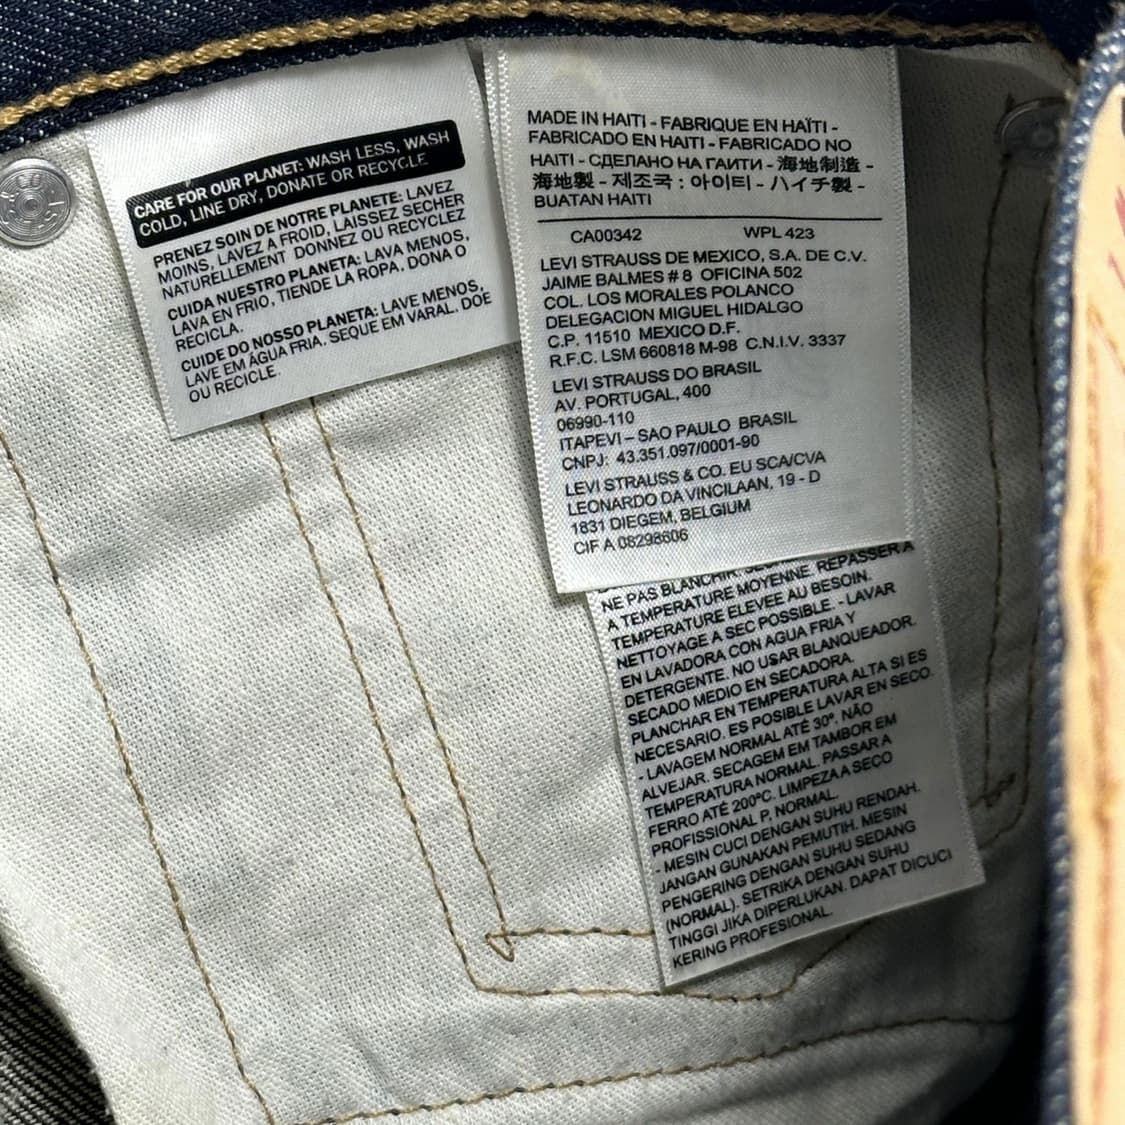 CARE FOR OUR PLANET: WASH LESS, WASH
COLD, LINE DRY, DONATE OR RECYCLE.
PRENEZ SOIN DE NOTRE PLANETE: LAVEZ
MOINS, LAVEZ A FROID, LAISSEZ SECHER
NATURELLEMENT DONNEZ OU RECYCLEZ
CUIDA NUESTRO PLANETA: LAVA MENOS,
LAVA EN FRIO, TIENDE LA ROPA, DONA O
RECICLA.
CUIDE DO NOSSO PLANETA: LAVE MENOS,
LAVE EM ÁGUA FRIA, SEQUE EM VARAL. DOE
OU RECICLE.
MADE IN HAITI - FABRIQUE EN HAÏTI -
FABRICADO EN HAITI - FABRICADO NO
HAITI - СДЕЛАНО НА ГАИТИ - 海地制造 -
海地製 - 제조국 : 아이티 - ハイチ製 -
BUATAN HAITI
CA00342 WPL 423
LEVI STRAUSS DE MEXICO, S.A. DE C.V.
JAIME BALMES # 8 OFICINA 502
COL. LOS MORALES POLANCO
DELEGACION MIGUEL HIDALGO
C.P. 11510 MEXICO D.F.
R.F.C. LSM 660818 M-98 C.N.I.V. 3337
LEVI STRAUSS DO BRASIL
AV. PORTUGAL, 400
06990-110
ITAPEVI – SAO PAULO BRASIL
CNPJ: 43.351.097/0001-90
LEVI STRAUSS & CO. EU SCA/CVA
LEONARDO DA VINCILAAN, 19 - D
1831 DIEGEM, BELGIUM
CIF A 08298606
NE PAS BLANCHIR. REPASSER A
A TEMPERATURE MOYENNE
TEMPERATURE ELEVEE AU BESOIN.
NETTOYAGE A SEC POSSIBLE. - LAVAR
EN LAVADORA CON AGUA FRIA Y
DETERGENTE. NO USAR BLANQUEADOR.
SECADO MEDIO EN SECADORA.
PLANCHAR EN TEMPERATURA ALTA SI ES
NECESARIO. ES POSIBLE LAVAR EN SECO.
- LAVAGEM NORMAL ATÉ 30º. NÃO
ALVEJAR. SECAGEM EM TAMBOR EM
TEMPERATURA NORMAL. PASSAR A
FERRO ATÉ 200ºC. LIMPEZA A SECO
PROFISSIONAL P, NORMAL.
- MESIN CUCI DENGAN SUHU RENDAH.
JANGAN GUNAKAN PEMUTIH. MESIN
PENGERING DENGAN SUHU SEDANG
(NORMAL). SETRIKA DENGAN SUHU
TINGGI JIKA DIPERLUKAN. DAPAT DICUCI
KERING PROFESIONAL.